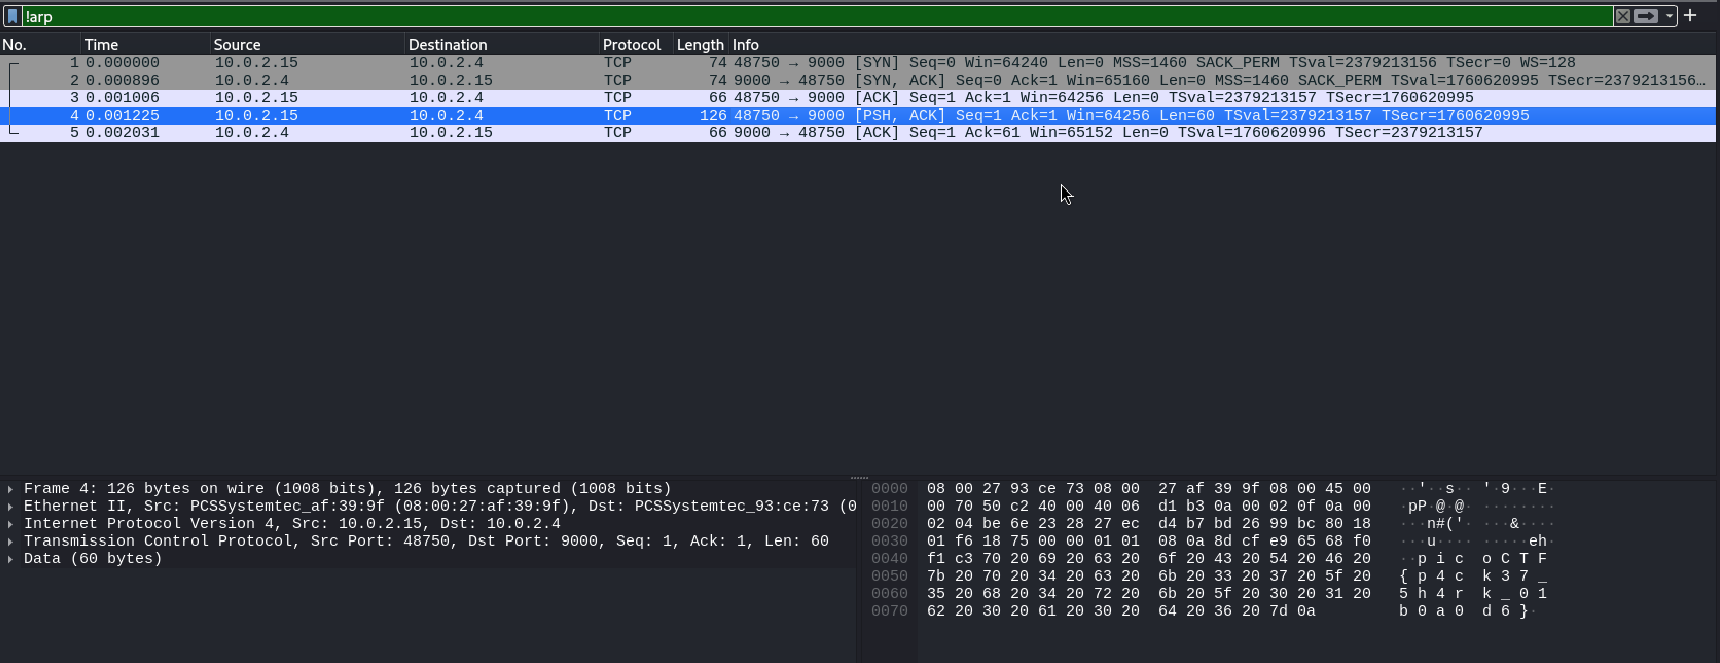 !arp
No. Time Source Destination Protocol Length Info
1 0.000000 10.0.2.15 10.0.2.4 TCP 74 48750 → 9000 [SYN] Seq=0 Win=64240 Len=0 MSS=1460 SACK_PERM TSval=2379213156 TSecr=0 WS=128
2 0.000896 10.0.2.4 10.0.2.15 TCP 74 9000 → 48750 [SYN, ACK] Seq=0 Ack=1 Win=65160 Len=0 MSS=1460 SACK_PERM TSval=1760620995 TSecr=2379213156…
3 0.001006 10.0.2.15 10.0.2.4 TCP 66 48750 → 9000 [ACK] Seq=1 Ack=1 Win=64256 Len=0 TSval=2379213157 TSecr=1760620995
4 0.001225 10.0.2.15 10.0.2.4 TCP 126 48750 → 9000 [PSH, ACK] Seq=1 Ack=1 Win=64256 Len=60 TSval=2379213157 TSecr=1760620995
5 0.002031 10.0.2.4 10.0.2.15 TCP 66 9000 → 48750 [ACK] Seq=1 Ack=61 Win=65152 Len=0 TSval=1760620996 TSecr=2379213157
Frame 4: 126 bytes on wire (1008 bits), 126 bytes captured (1008 bits)
Ethernet II, Src: PCSSystemtec_af:39:9f (08:00:27:af:39:9f), Dst: PCSSystemtec_93:ce:73 (0
Internet Protocol Version 4, Src: 10.0.2.15, Dst: 10.0.2.4
Transmission Control Protocol, Src Port: 48750, Dst Port: 9000, Seq: 1, Ack: 1, Len: 60
Data (60 bytes)
0000 08 00 27 93 ce 73 08 00 27 af 39 9f 08 00 45 00 ··'··s·· '·9···E·
0010 00 70 50 c2 40 00 40 06 d1 b3 0a 00 02 0f 0a 00 ·pP·@·@· ········
0020 02 04 be 6e 23 28 27 ec d4 b7 bd 26 99 bc 80 18 ···n#('· ···&····
0030 01 f6 18 75 00 00 01 01 08 0a 8d cf e9 65 68 f0 ···u···· ·····eh·
0040 f1 c3 70 20 69 20 63 20 6f 20 43 20 54 20 46 20 ··p i c o C T F
0050 7b 20 70 20 34 20 63 20 6b 20 33 20 37 20 5f 20 { p 4 c k 3 7 _
0060 35 20 68 20 34 20 72 20 6b 20 5f 20 30 20 31 20 5 h 4 r k _ 0 1
0070 62 20 30 20 61 20 30 20 64 20 36 20 7d 0a b 0 a 0 d 6 }·